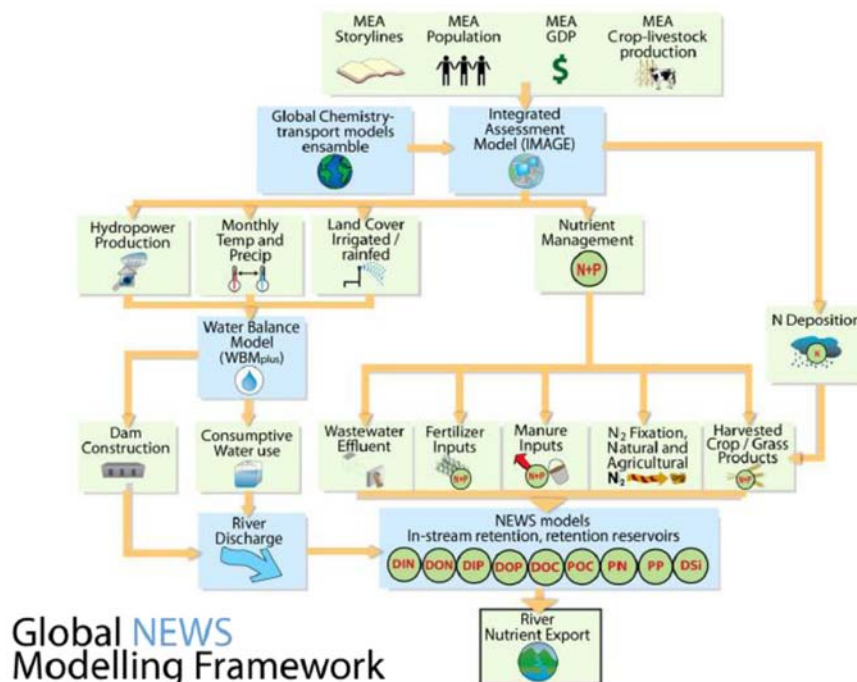 MEA
Storylines
MEA
Population
MEA
GDP
$
MEA
Crop-livestock
production
Global Chemistry-
transport models
ensamble
Integrated
Assessment
Model (IMAGE)
Hydropower
Production
Monthly
Temp and
Precip
Land Cover
Irrigated /
rainfed
Nutrient
Management
N+P
N Deposition
N
Water Balance
Model
(WBMplus)
Dam
Construction
Consumptive
Water use
Wastewater
Effluent
Fertilizer
Inputs
N+P
Manure
Inputs
N+P
N2 Fixation,
Natural and
Agricultural
N2
Harvested
Crop / Grass
Products
N+P
River
Discharge
NEWS models
In-stream retention, retention reservoirs
DIN DON DIP DOP DOC POC PIN PP DSi
River
Nutrient Export
Global NEWS
Modelling Framework